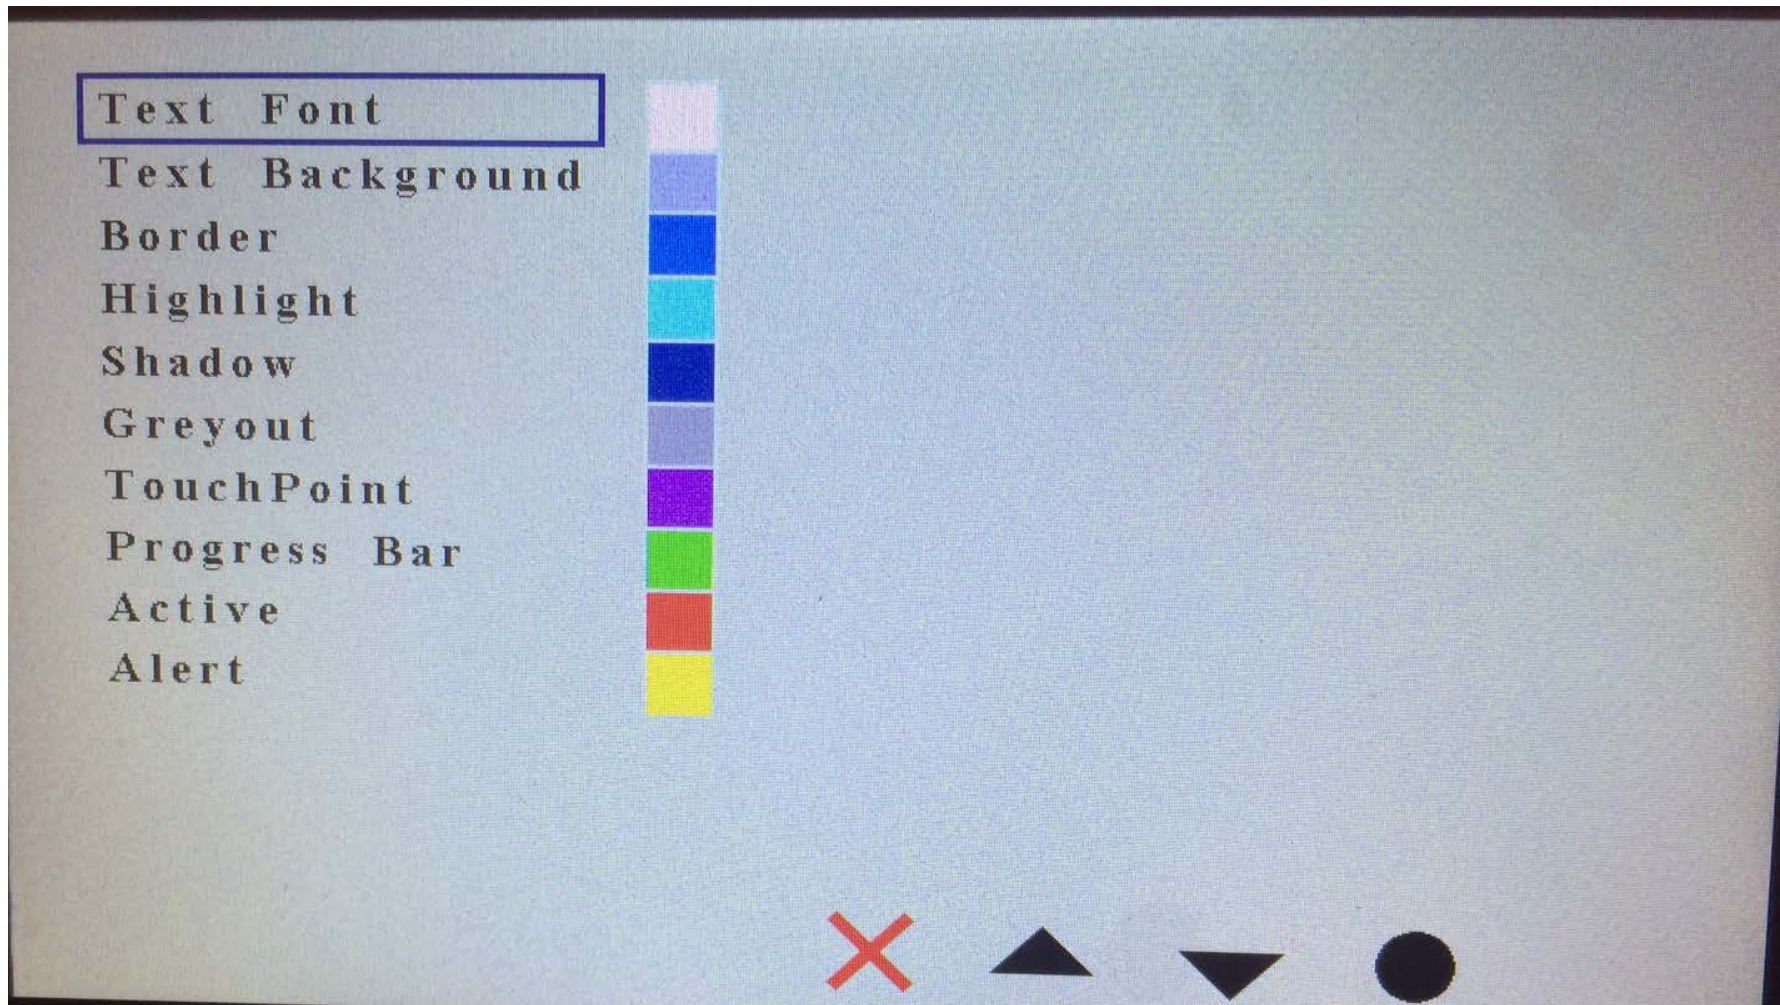 Text Font
Text Background
Border
Highlight
Shadow
Greyout
TouchPoint
Progress Bar
Active
Alert